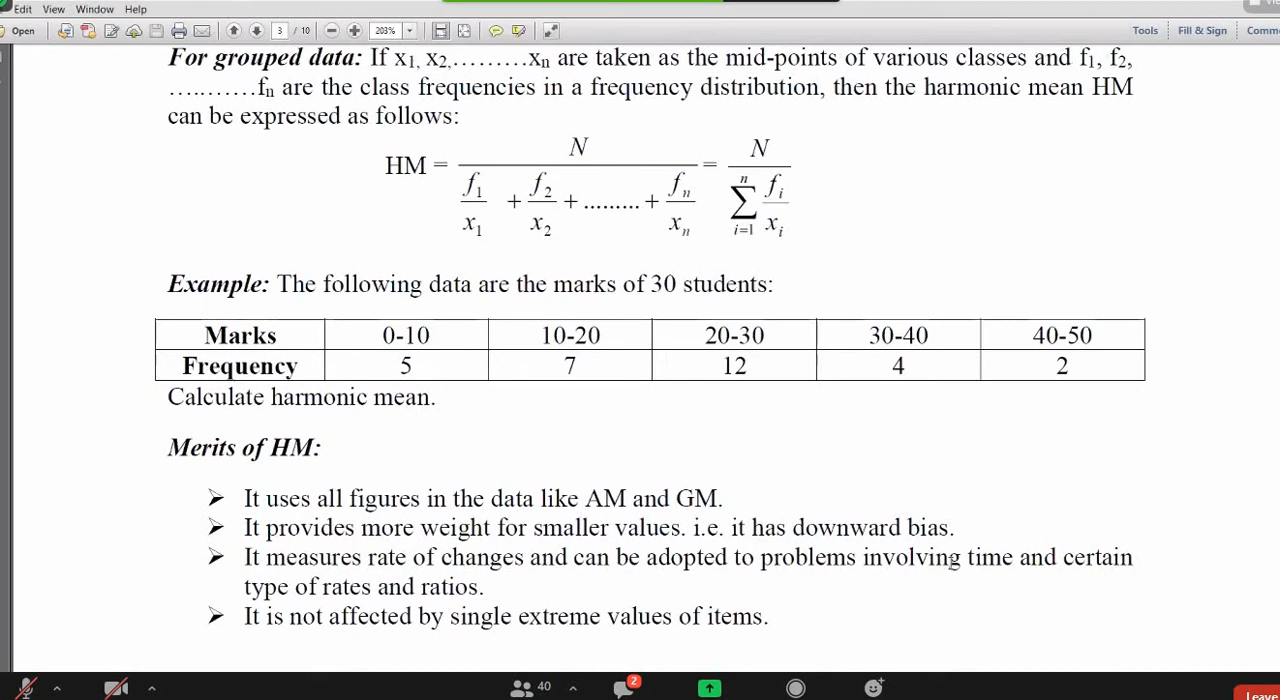 Edit View Window Help
Open 3 / 10 203% Tools Fill & Sign
For grouped data: If x1, x2,.........xn are taken as the mid-points of various classes and f1, f2,
...........fn are the class frequencies in a frequency distribution, then the harmonic mean HM
can be expressed as follows:
HM = N / (f1/x1 + f2/x2 + ......... + fn/xn) = N / (∑ i=1 n fi/xi)
Example: The following data are the marks of 30 students:
Marks 0-10 10-20 20-30 30-40 40-50
Frequency 5 7 12 4 2
Calculate harmonic mean.
Merits of HM:
➢ It uses all figures in the data like AM and GM.
➢ It provides more weight for smaller values. i.e. it has downward bias.
➢ It measures rate of changes and can be adopted to problems involving time and certain
type of rates and ratios.
➢ It is not affected by single extreme values of items.
40 2 Leave